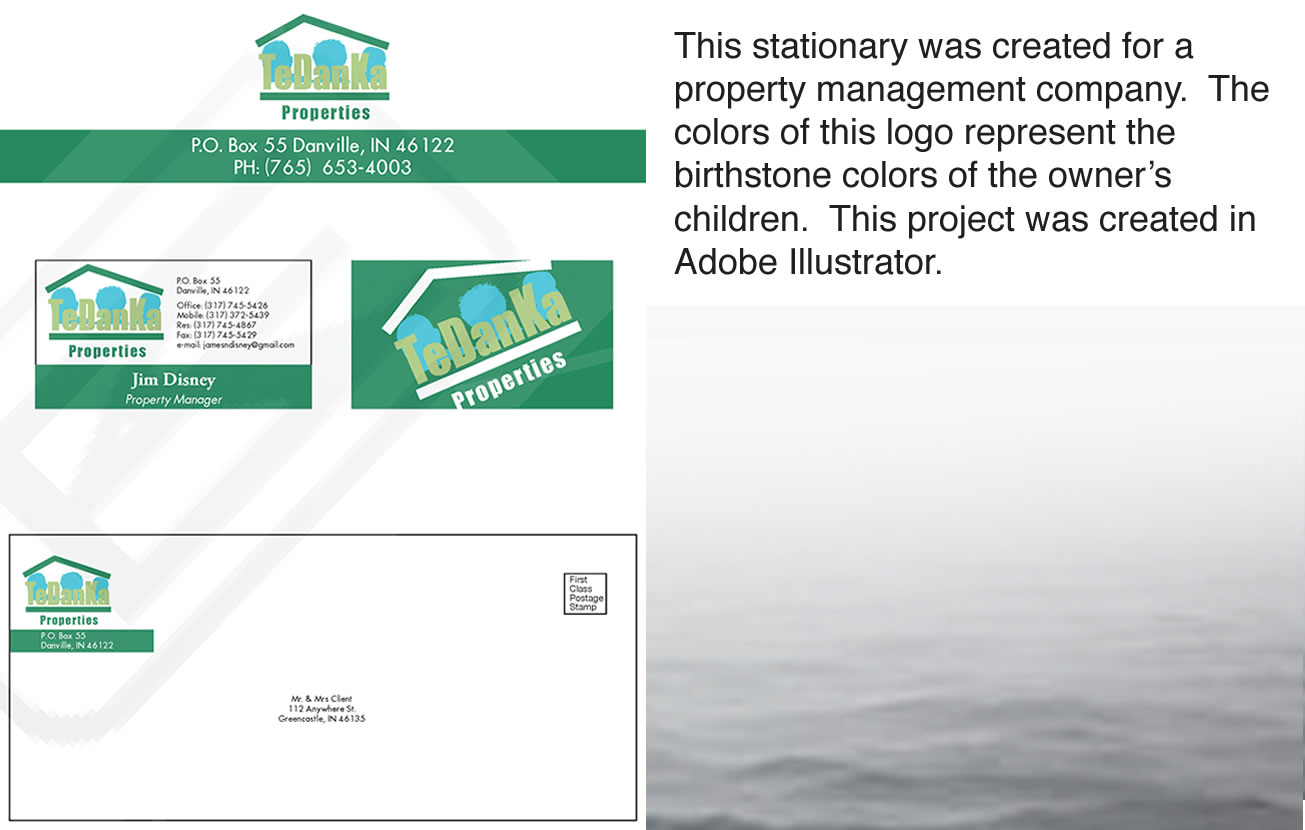 TeDanKa
Properties
P.O. Box 55 Danville, IN 46122
PH: (765)  653-4003
TeDanKa
Properties
P.O. Box 55
Danville, IN 46122
Office: (317) 745-5426
Mobile: (317) 372-5439
Res: (317) 745-4867
Fax: (317) 745-5429
e-mail: jamesndisney@gmail.com
Jim Disney
Property Manager
TeDanKa
Properties
TeDanKa
Properties
P.O. Box 55
Danville, IN 46122
First
Class
Postage
Stamp
Mr. & Mrs Client
112 Anywhere St.
Greencastle, IN 46135
This stationary was created for a
property management company.  The
colors of this logo represent the
birthstone colors of the owner’s
children.  This project was created in
Adobe Illustrator.